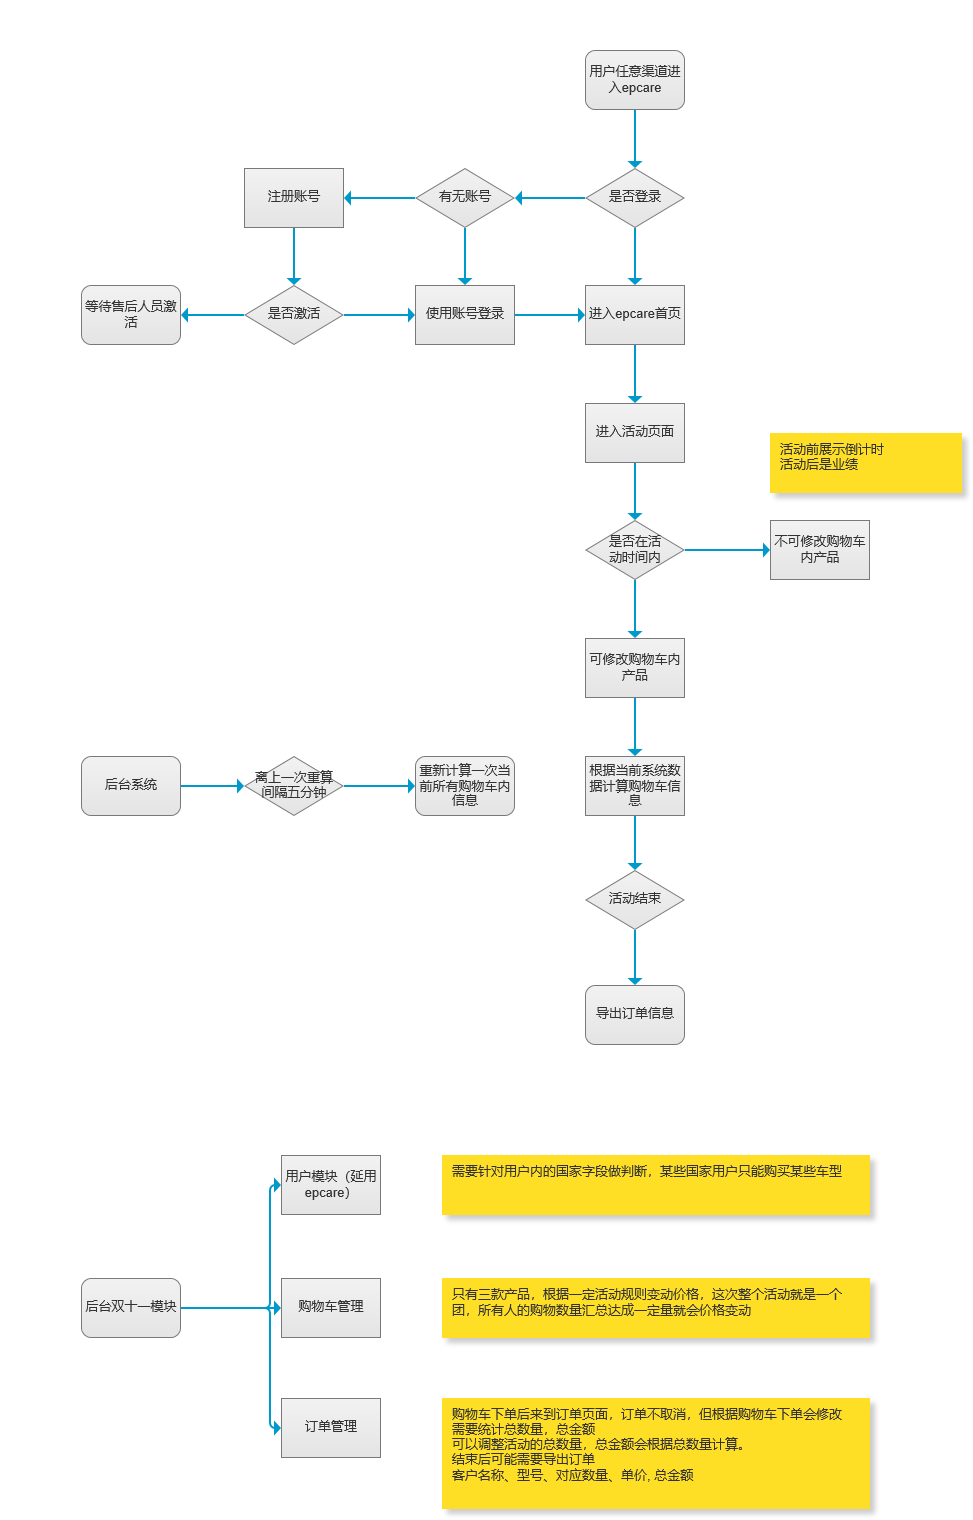 用户任意渠道进
入epcare
注册账号
有无账号
是否登录
等待售后人员激
活
是否激活
使用账号登录
进入epcare首页
进入活动页面
活动前展示倒计时
活动后是业绩
是否在活
动时间内
不可修改购物车
内产品
可修改购物车内
产品
后台系统
离上一次重算
间隔五分钟
重新计算一次当
前所有购物车内
信息
根据当前系统数
据计算购物车信
息
活动结束
导出订单信息
用户模块（延用
epcare）
需要针对用户内的国家字段做判断，某些国家用户只能购买某些车型
后台双十一模块
购物车管理
只有三款产品，根据一定活动规则变动价格，这次整个活动就是一个
团，所有人的购物数量汇总达成一定量就会价格变动
订单管理
购物车下单后来到订单页面，订单不取消，但根据购物车下单会修改
需要统计总数量，总金额
可以调整活动的总数量，总金额会根据总数量计算。
结束后可能需要导出订单
客户名称、型号、对应数量、单价, 总金额